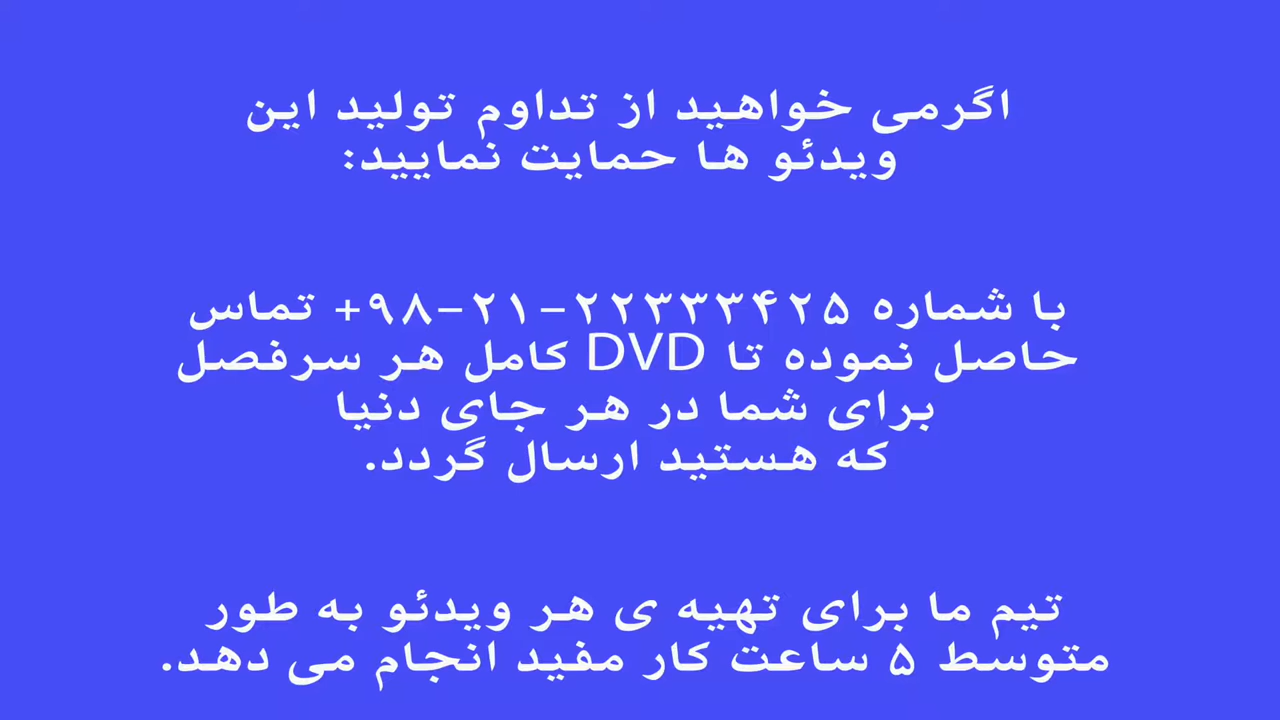 اگرمی خواهید از تداوم تولید این
ویدئو ها حمایت نمایید:
با شماره ۲۲۳۳۳۴۲۵-۲۱-۹۸+ تماس
حاصل نموده تا DVD کامل هر سرفصل
برای شما در هر جای دنیا
که هستید ارسال گردد.
تیم ما برای تهیه ی هر ویدئو به طور
متوسط ۵ ساعت کار مفید انجام می دهد.